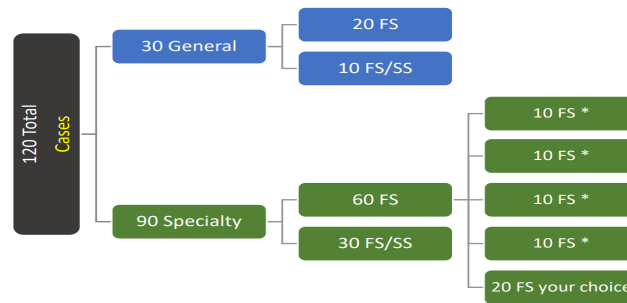 120 Total
Cases
30 General
20 FS
10 FS/SS
90 Specialty
60 FS
30 FS/SS
10 FS *
10 FS *
10 FS *
10 FS *
20 FS your choice